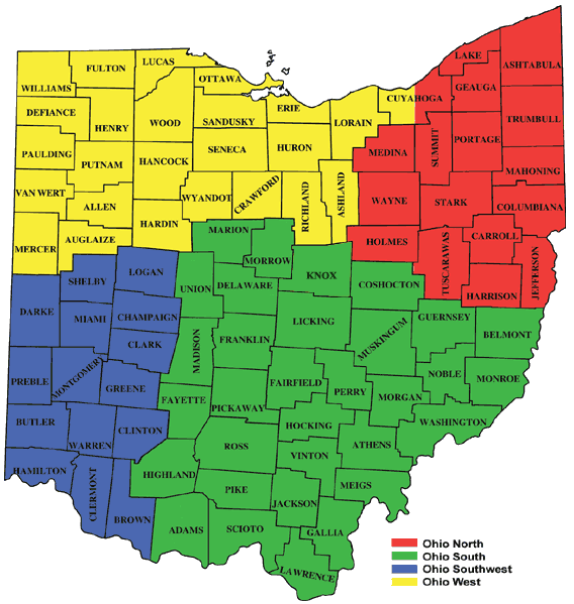 LAKE
ASHTABULA
LUCAS
FULTON
WILLIAMS
OTTAWA
GEAUGA
CUYAHOGA
DEFIANCE
HENRY
WOOD
SANDUSKY
ERIE
LORAIN
TRUMBULL
SUMMIT
PORTAGE
PAULDING
PUTNAM
HANCOCK
SENECA
HURON
MEDINA
MAHONING
VAN WERT
ALLEN
WYANDOT
CRAWFORD
RICHLAND
ASHLAND
WAYNE
STARK
COLUMBIANA
HARDIN
MERCER
AUGLAIZE
MARION
MORROW
HOLMES
TUSCARAWAS
CARROLL
JEFFERSON
HARRISON
SHELBY
LOGAN
UNION
DELAWARE
KNOX
COSHOCTON
DARKE
MIAMI
CHAMPAIGN
CLARK
MADISON
FRANKLIN
LICKING
MUSKINGUM
GUERNSEY
BELMONT
PREBLE
MONTGOMERY
GREENE
FAYETTE
PICKAWAY
FAIRFIELD
PERRY
MORGAN
NOBLE
MONROE
BUTLER
WARREN
CLINTON
ROSS
HOCKING
VINTON
ATHENS
WASHINGTON
HAMILTON
CLERMONT
BROWN
HIGHLAND
PIKE
JACKSON
MEIGS
ADAMS
SCIOTO
GALLIA
LAWRENCE
Ohio North
Ohio South
Ohio Southwest
Ohio West